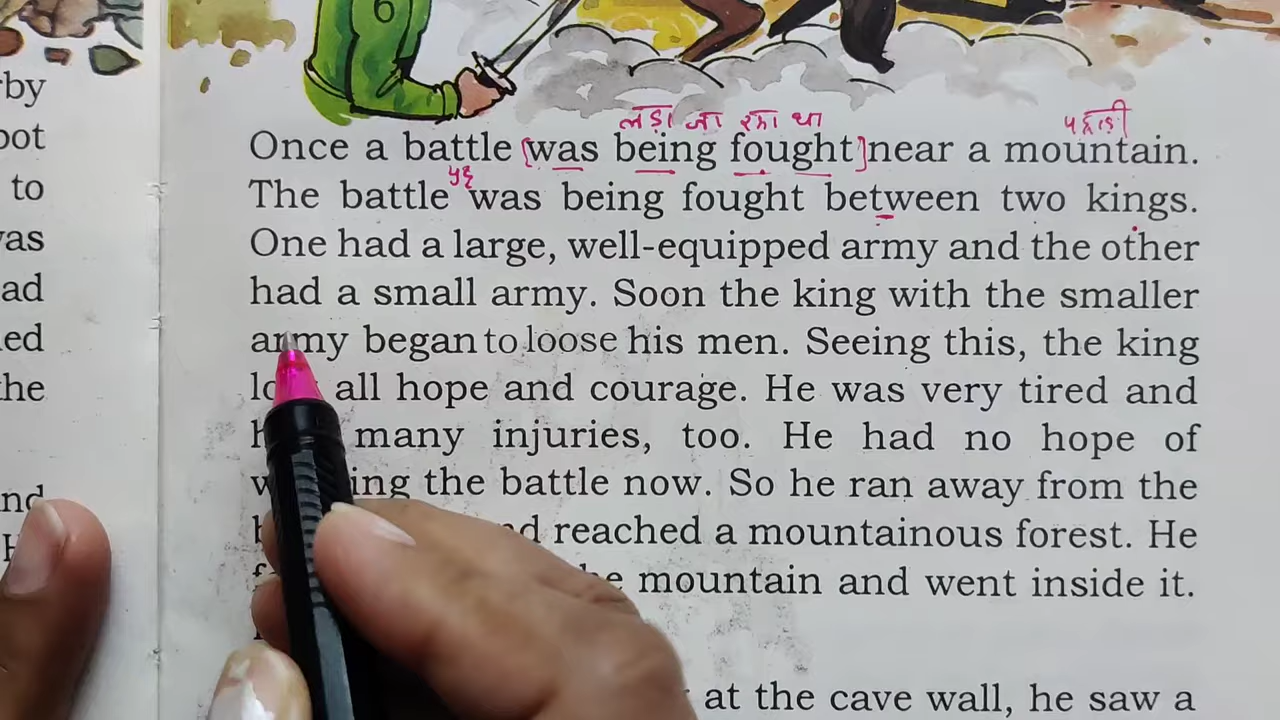 6
rby
oot
to
was
ad
ed
the
nd
लड़ा जा रहा था
पहाड़ी
Once a battle [was being fought] near a mountain.
युद्ध
The battle was being fought between two kings.
One had a large, well-equipped army and the other
had a small army. Soon the king with the smaller
army began to loose his men. Seeing this, the king
all hope and courage. He was very tired and
many injuries, too. He had no hope of
the battle now. So he ran away from the
reached a mountainous forest. He
mountain and went inside it.
at the cave wall, he saw a